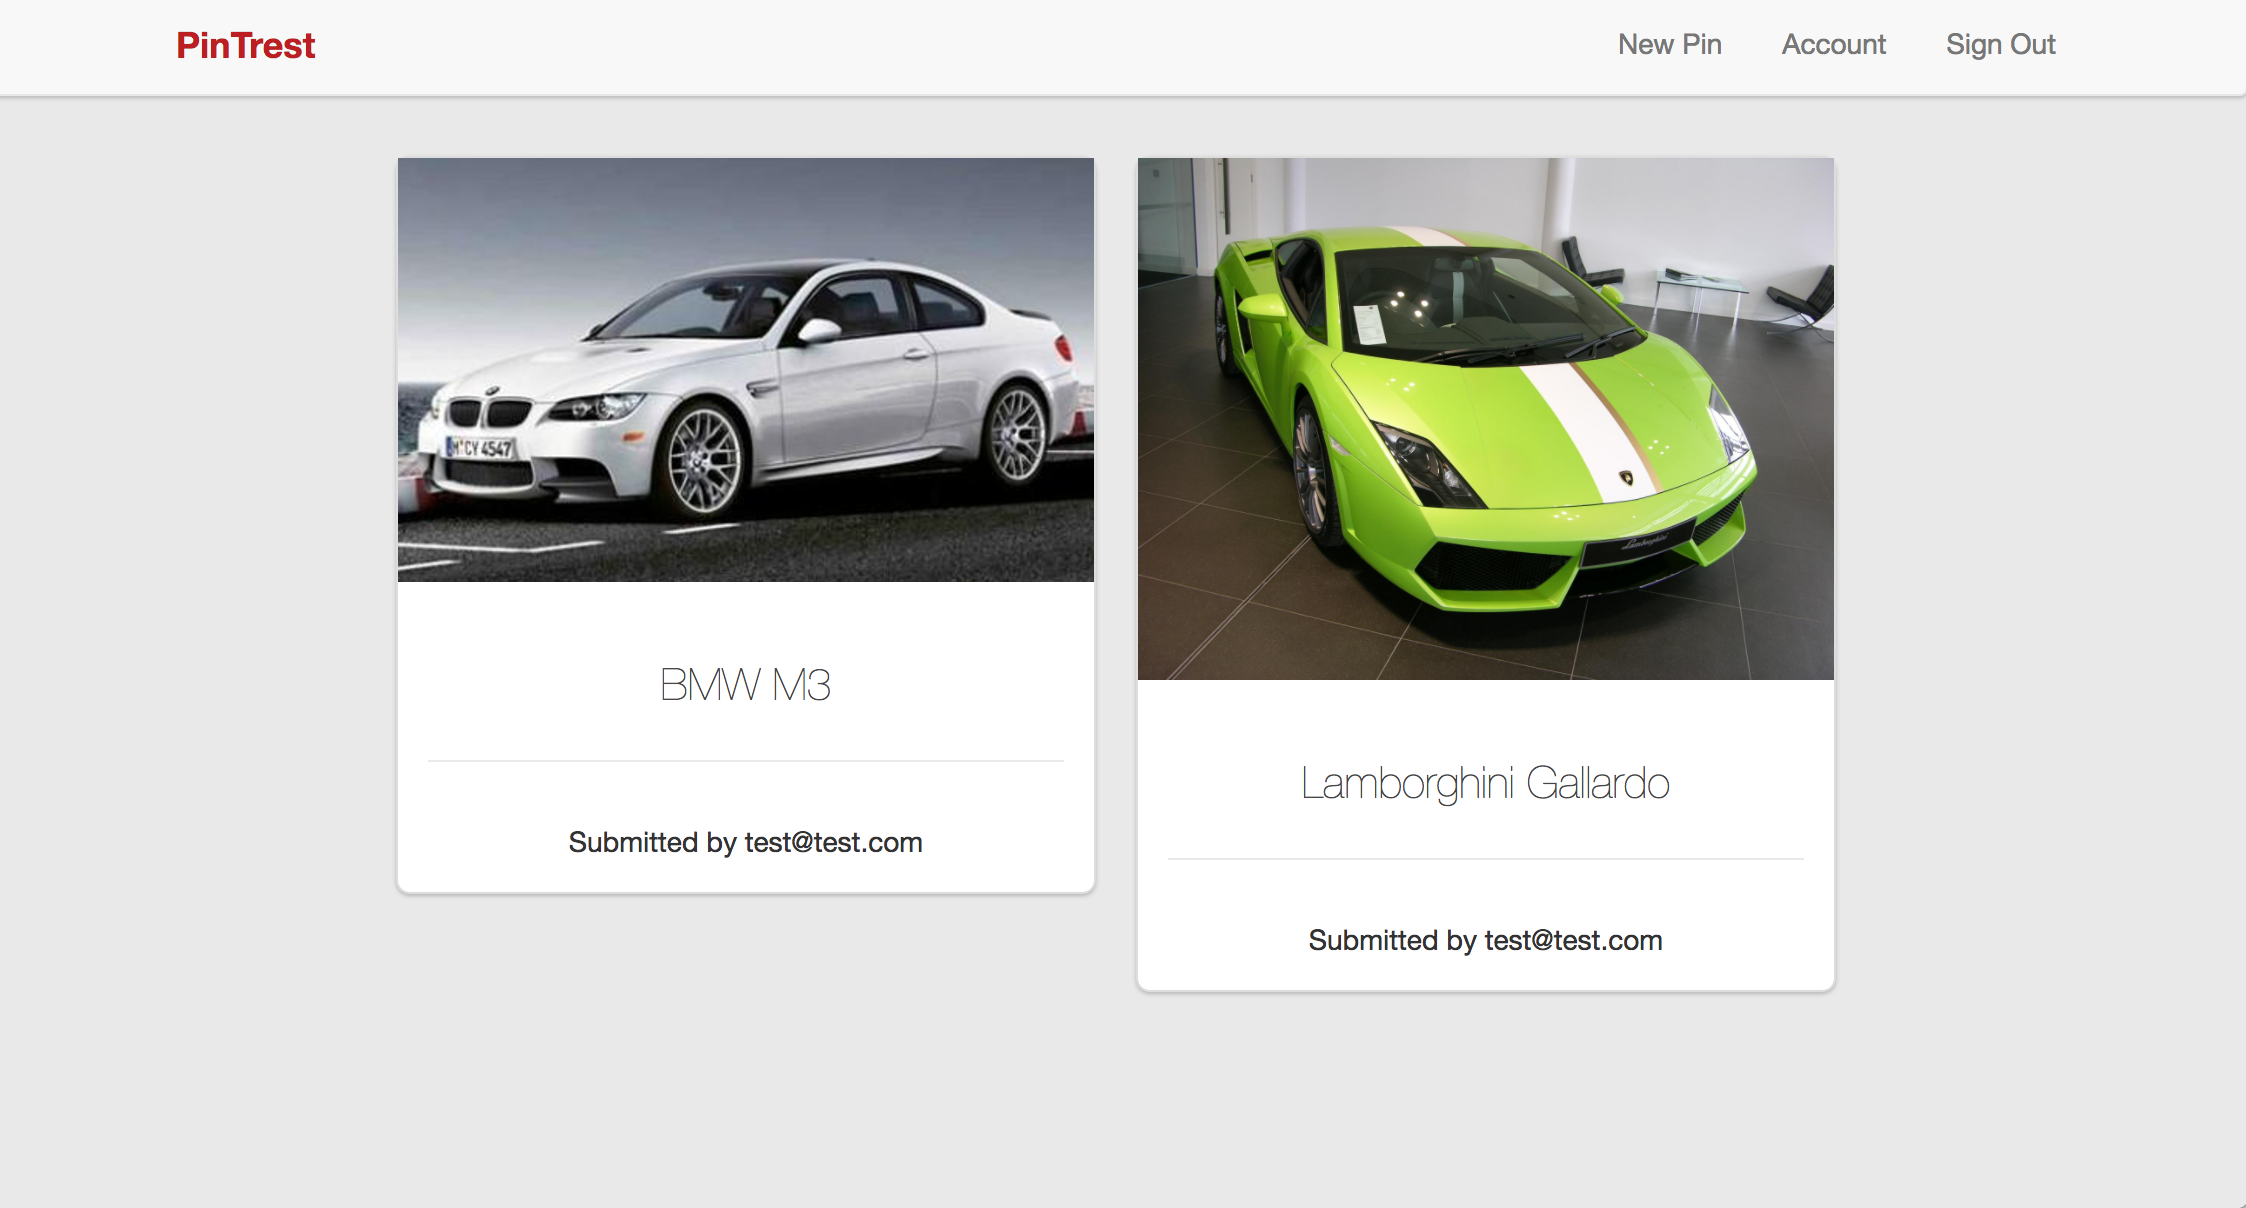 PinTrest
New Pin
Account
Sign Out
M CY 4547
BMW M3
Submitted by test@test.com
Lamborghini
Lamborghini Gallardo
Submitted by test@test.com